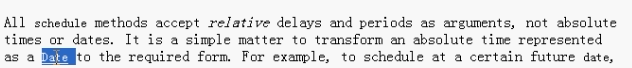 All schedule methods accept relative delays and periods as arguments, not absolute
times or dates. It is a simple matter to transform an absolute time represented
as a Date to the required form. For example, to schedule at a certain future date,